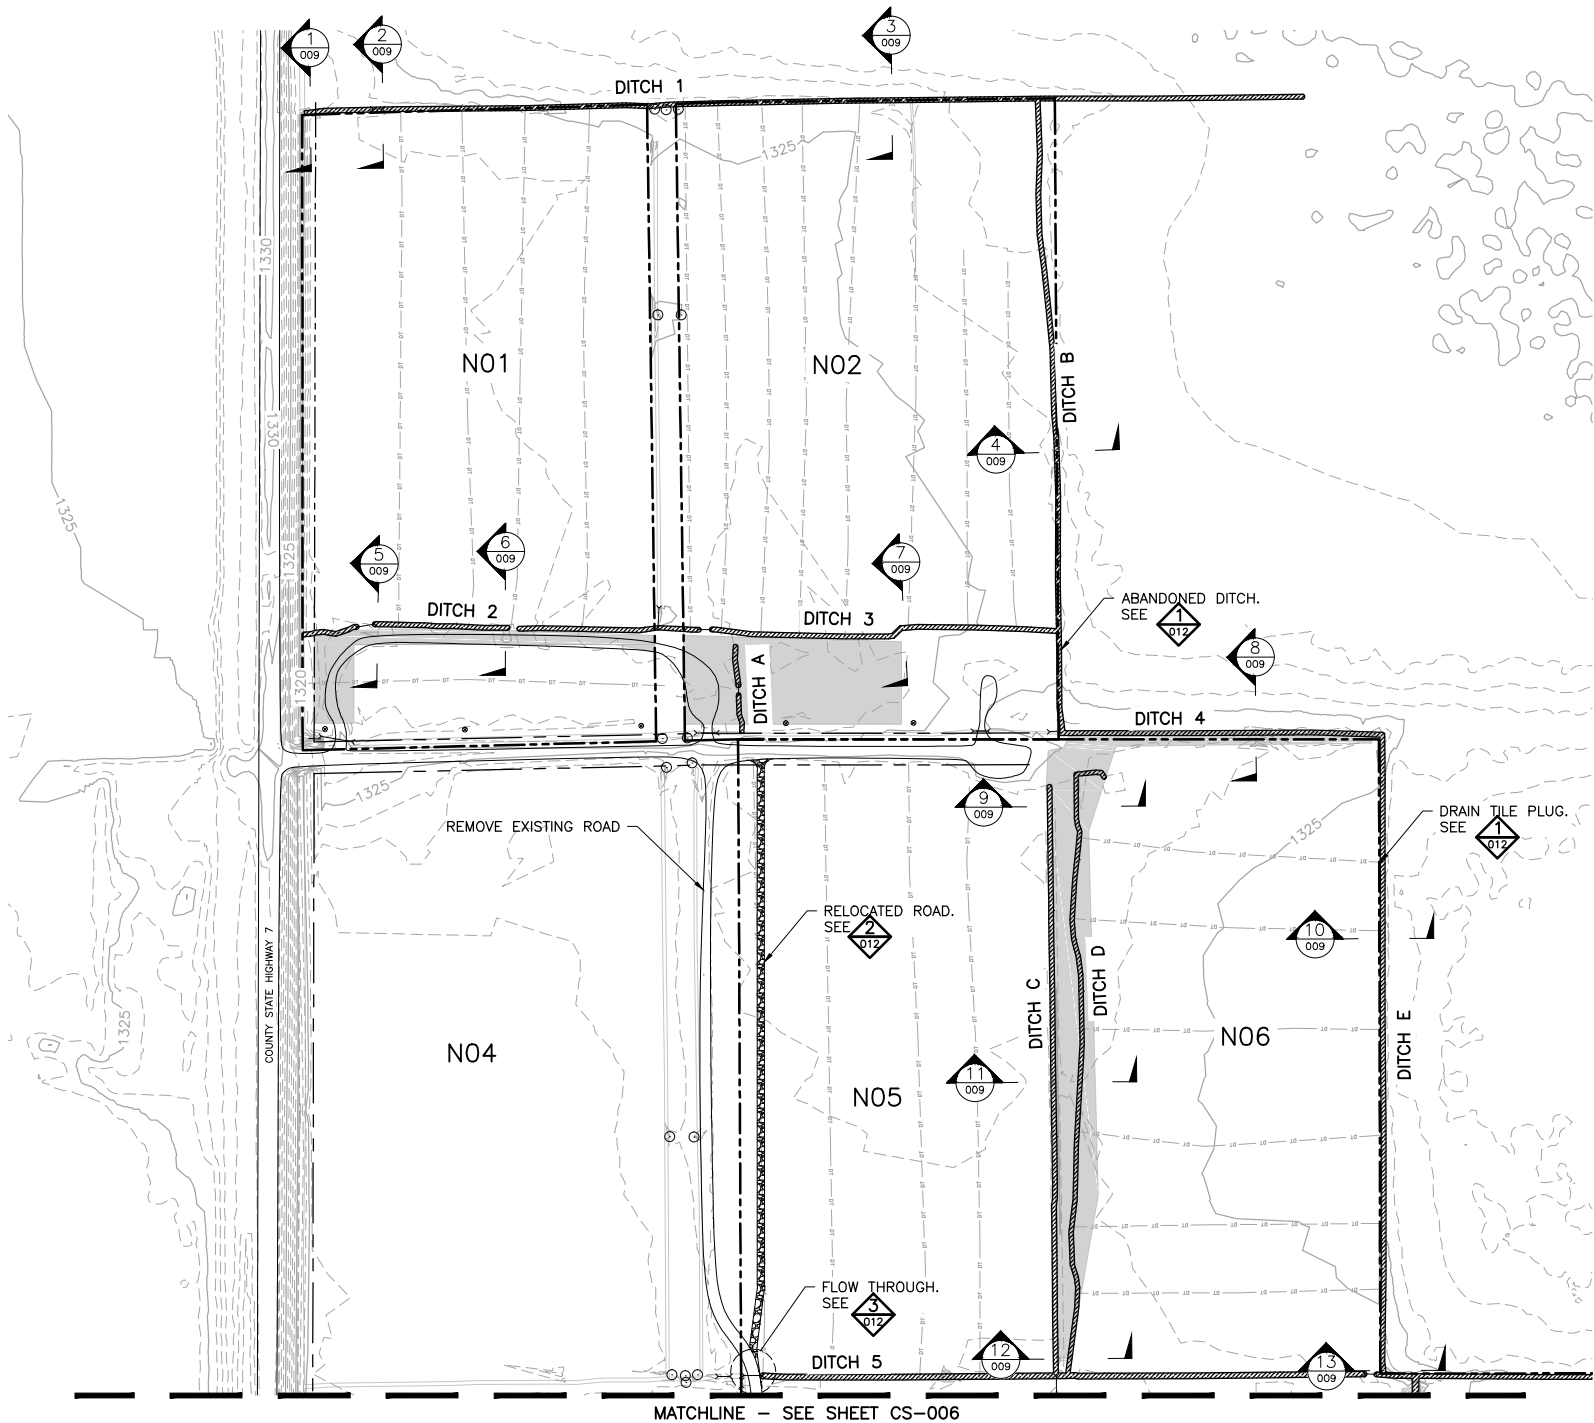 1
009
2
009
3
009
DITCH 1
1325
1330
N01
N02
DITCH B
1330
4
009
1325
1325
5
009
6
009
7
009
DITCH 2
DITCH 3
ABANDONED DITCH.
SEE
1
012
8
009
1320
DITCH A
DITCH 4
1325
9
009
REMOVE EXISTING ROAD
1325
DRAIN TILE PLUG.
SEE
1
012
RELOCATED ROAD.
SEE
2
012
10
009
COUNTY STATE HIGHWAY 7
DITCH C
DITCH D
1325
N04
N05
N06
DITCH E
11
009
FLOW THROUGH.
SEE
3
012
DITCH 5
12
009
13
009
MATCHLINE – SEE SHEET CS–006